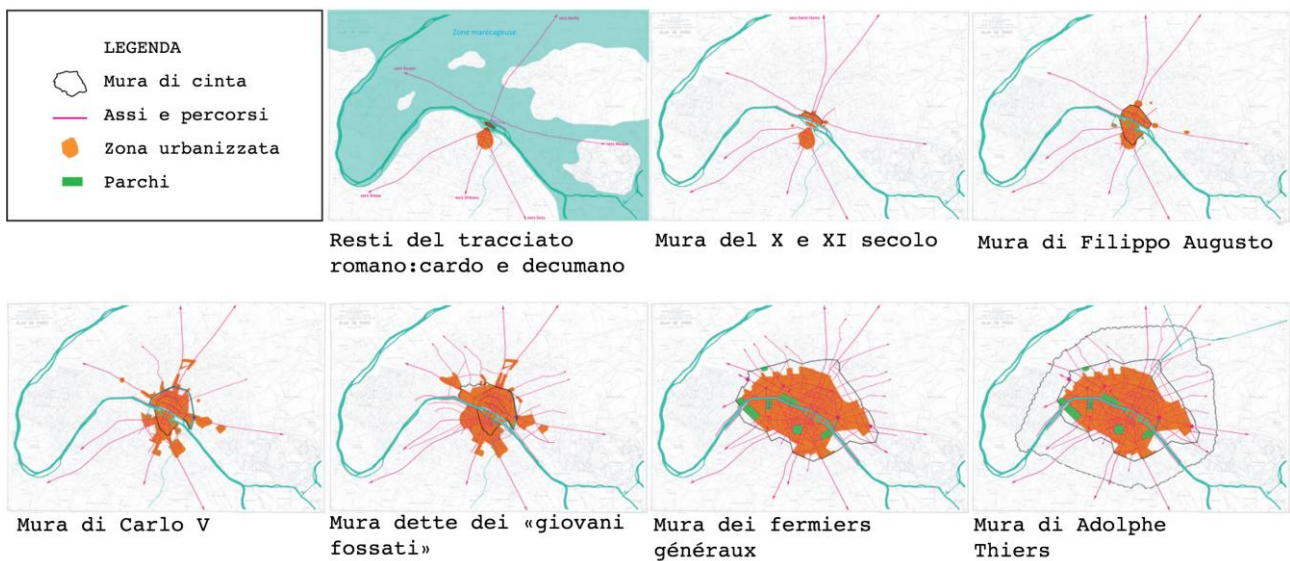 LEGENDA
Mura di cinta
Assi e percorsi
Zona urbanizzata
Parchi
Zone marécageuse
Resti del tracciato
romano:cardo e decumano
Mura del X e XI secolo
Mura di Filippo Augusto
Mura di Carlo V
Mura dette dei «giovani
fossati»
Mura dei fermiers
généraux
Mura di Adolphe
Thiers